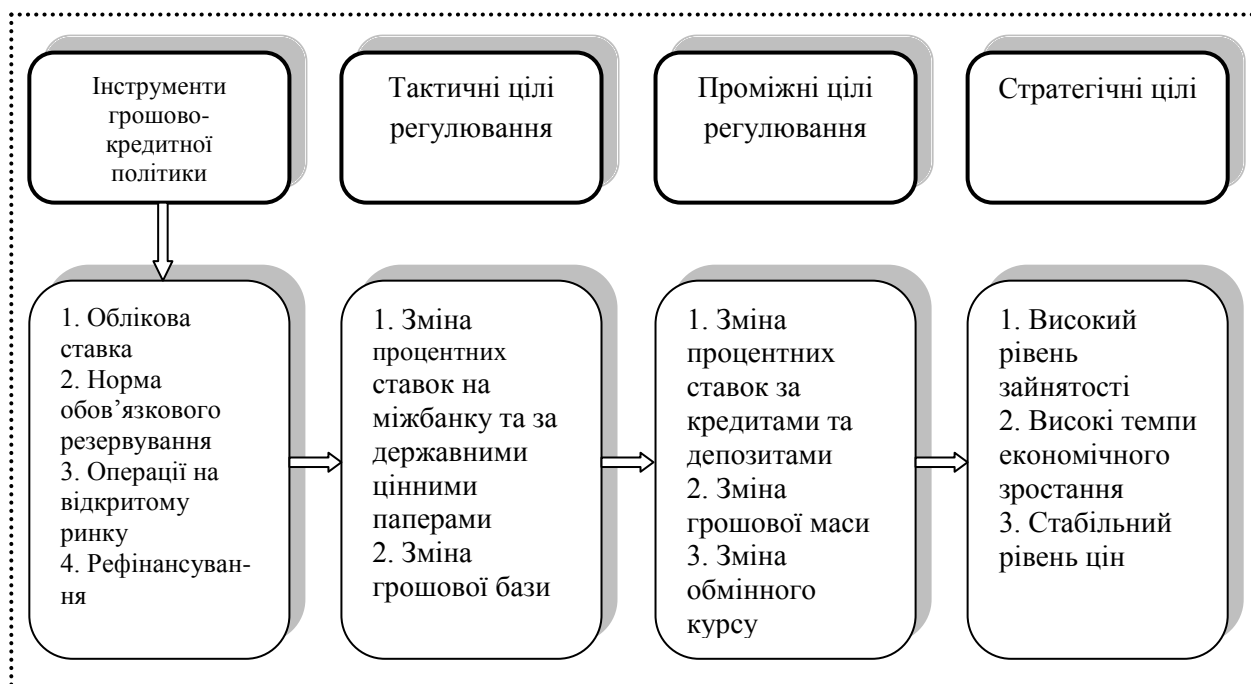 Інструменти
грошово-
кредитної
політики
Тактичні цілі
регулювання
Проміжні цілі
регулювання
Стратегічні цілі
1. Облікова
ставка
2. Норма
обов’язкового
резервування
3. Операції на
відкритому
ринку
4. Рефінансуван-
ня
1. Зміна
процентних
ставок на
міжбанку та за
державними
цінними
паперами
2. Зміна
грошової бази
1. Зміна
процентних
ставок за
кредитами та
депозитами
2. Зміна
грошової маси
3. Зміна
обмінного
курсу
1. Високий
рівень
зайнятості
2. Високі темпи
економічного
зростання
3. Стабільний
рівень цін